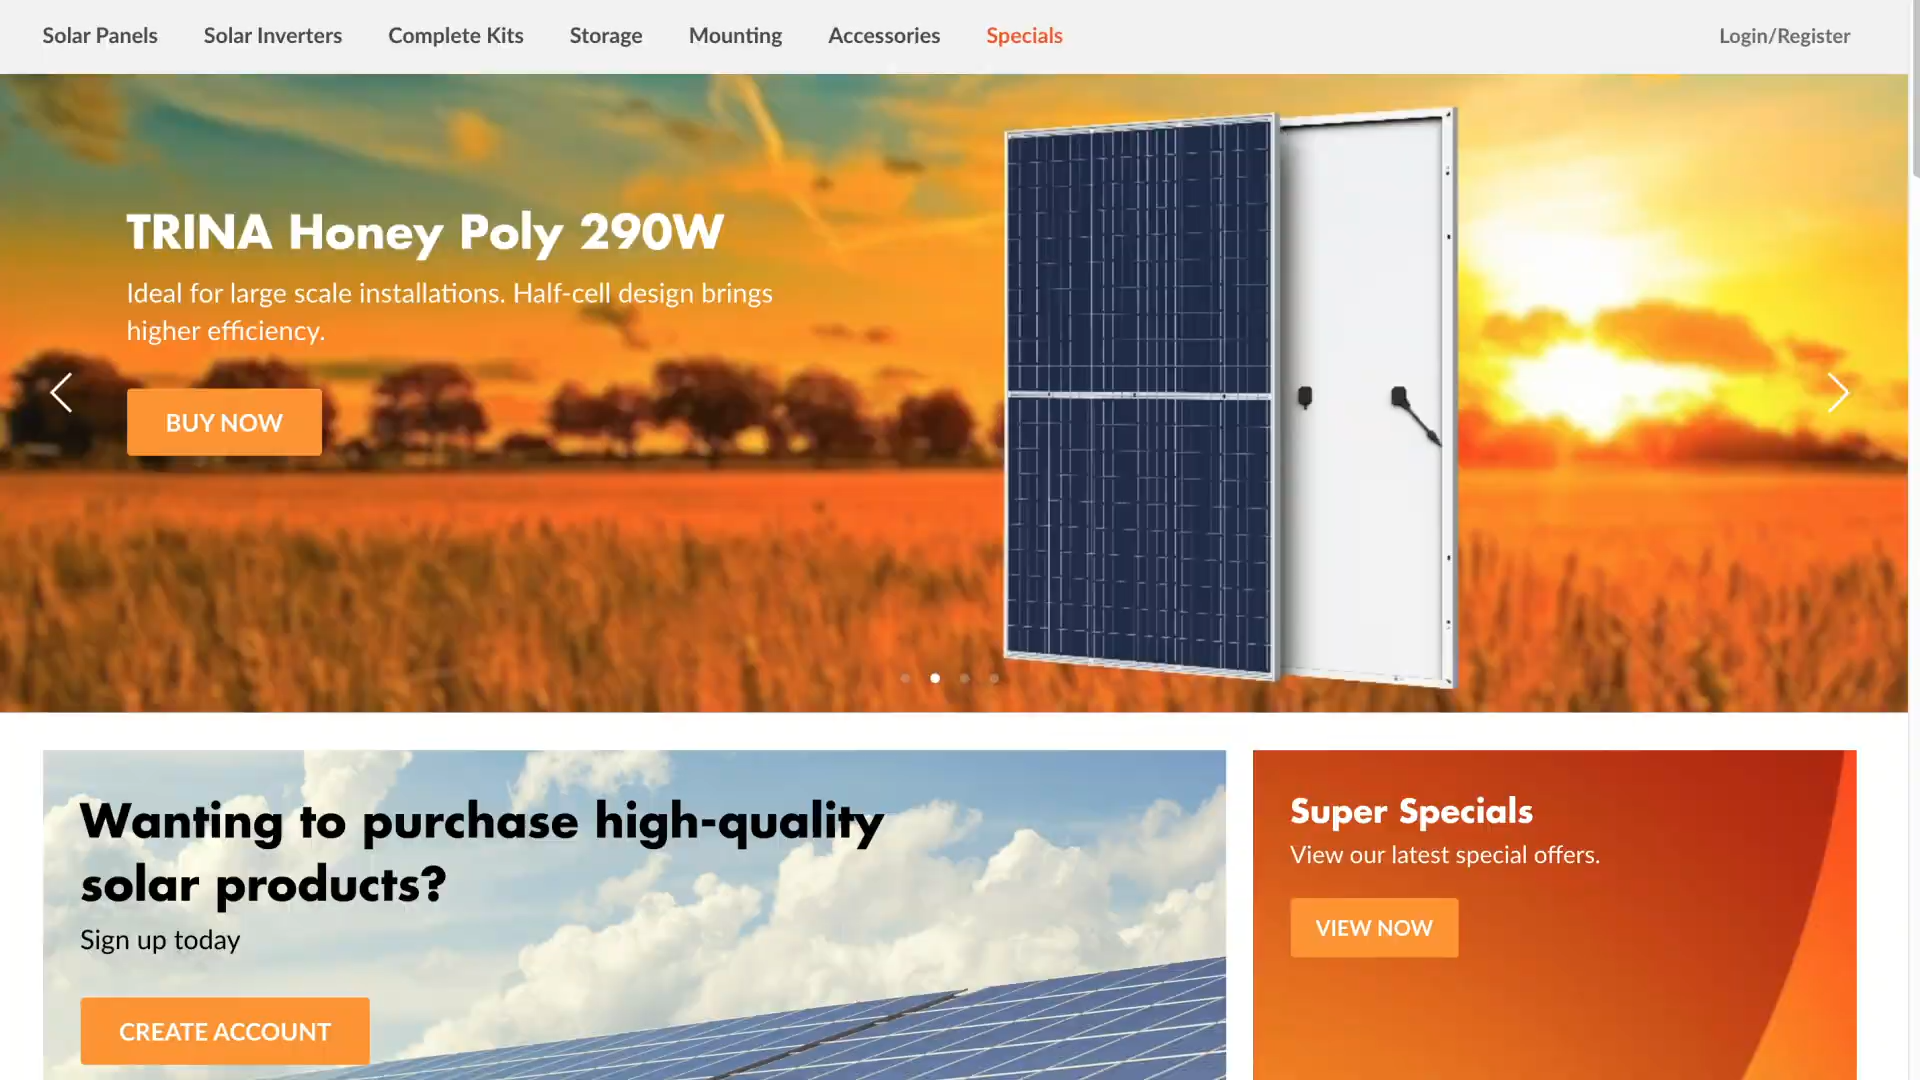 Solar Panels
Solar Inverters
Complete Kits
Storage
Mounting
Accessories
Specials
Login/Register
TRINA Honey Poly 290W
Ideal for large scale installations. Half-cell design brings
higher efficiency.
BUY NOW
Wanting to purchase high-quality
solar products?
Sign up today
CREATE ACCOUNT
Super Specials
View our latest special offers.
VIEW NOW